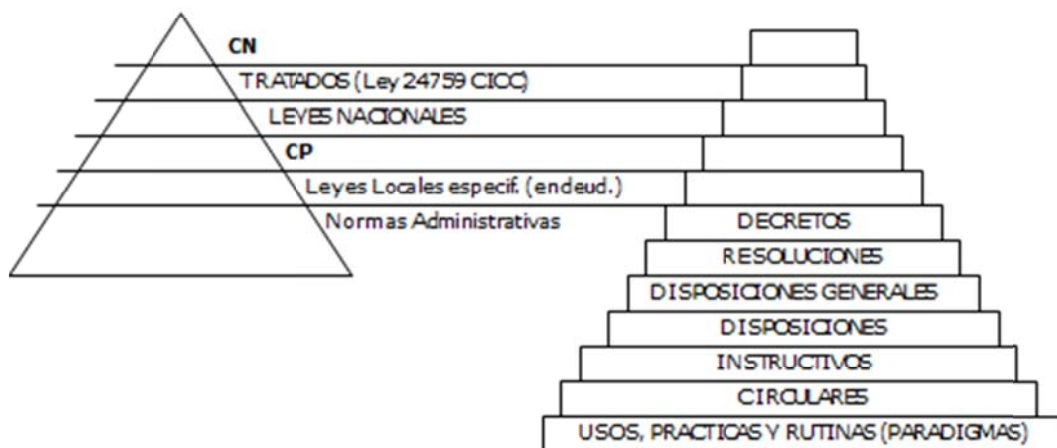 CN
TRATADOS (Ley 24759 CICC)
LEYES NACIONALES
CP
Leyes Locales especif. (endeud.)
Normas Administrativas
DECRETOS
RESOLUCIONES
DISPOSICIONES GENERALES
DISPOSICIONES
INSTRUCTIVOS
CIRCULARES
USOS, PRACTICAS Y RUTINAS (PARADIGMAS)